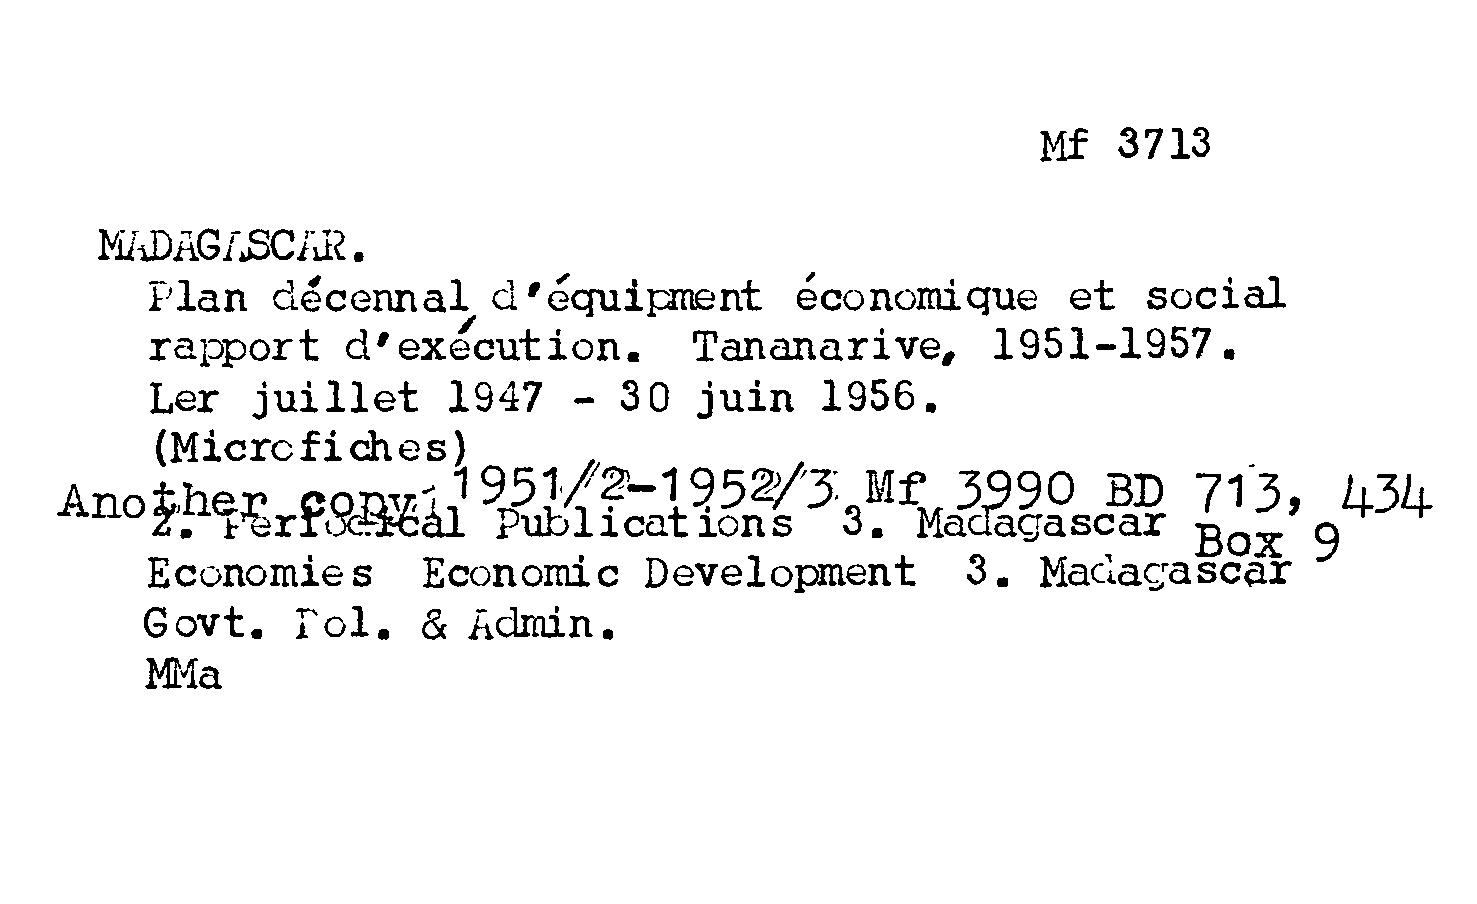 Mf 3713
MADAGASCAR.
Plan décennal d'équipment économique et social
rapport d'exécution. Tananarive, 1951-1957.
Ler juillet 1947 - 30 juin 1956.
(Microfiches)
Another copy: 1951/2-1952/3 Mf 3990 BD 713, 434
Box 9
2. Periodical Publications 3. Madagascar
Economies Economic Development 3. Madagascar
Govt. Pol. & Admin.
MMa